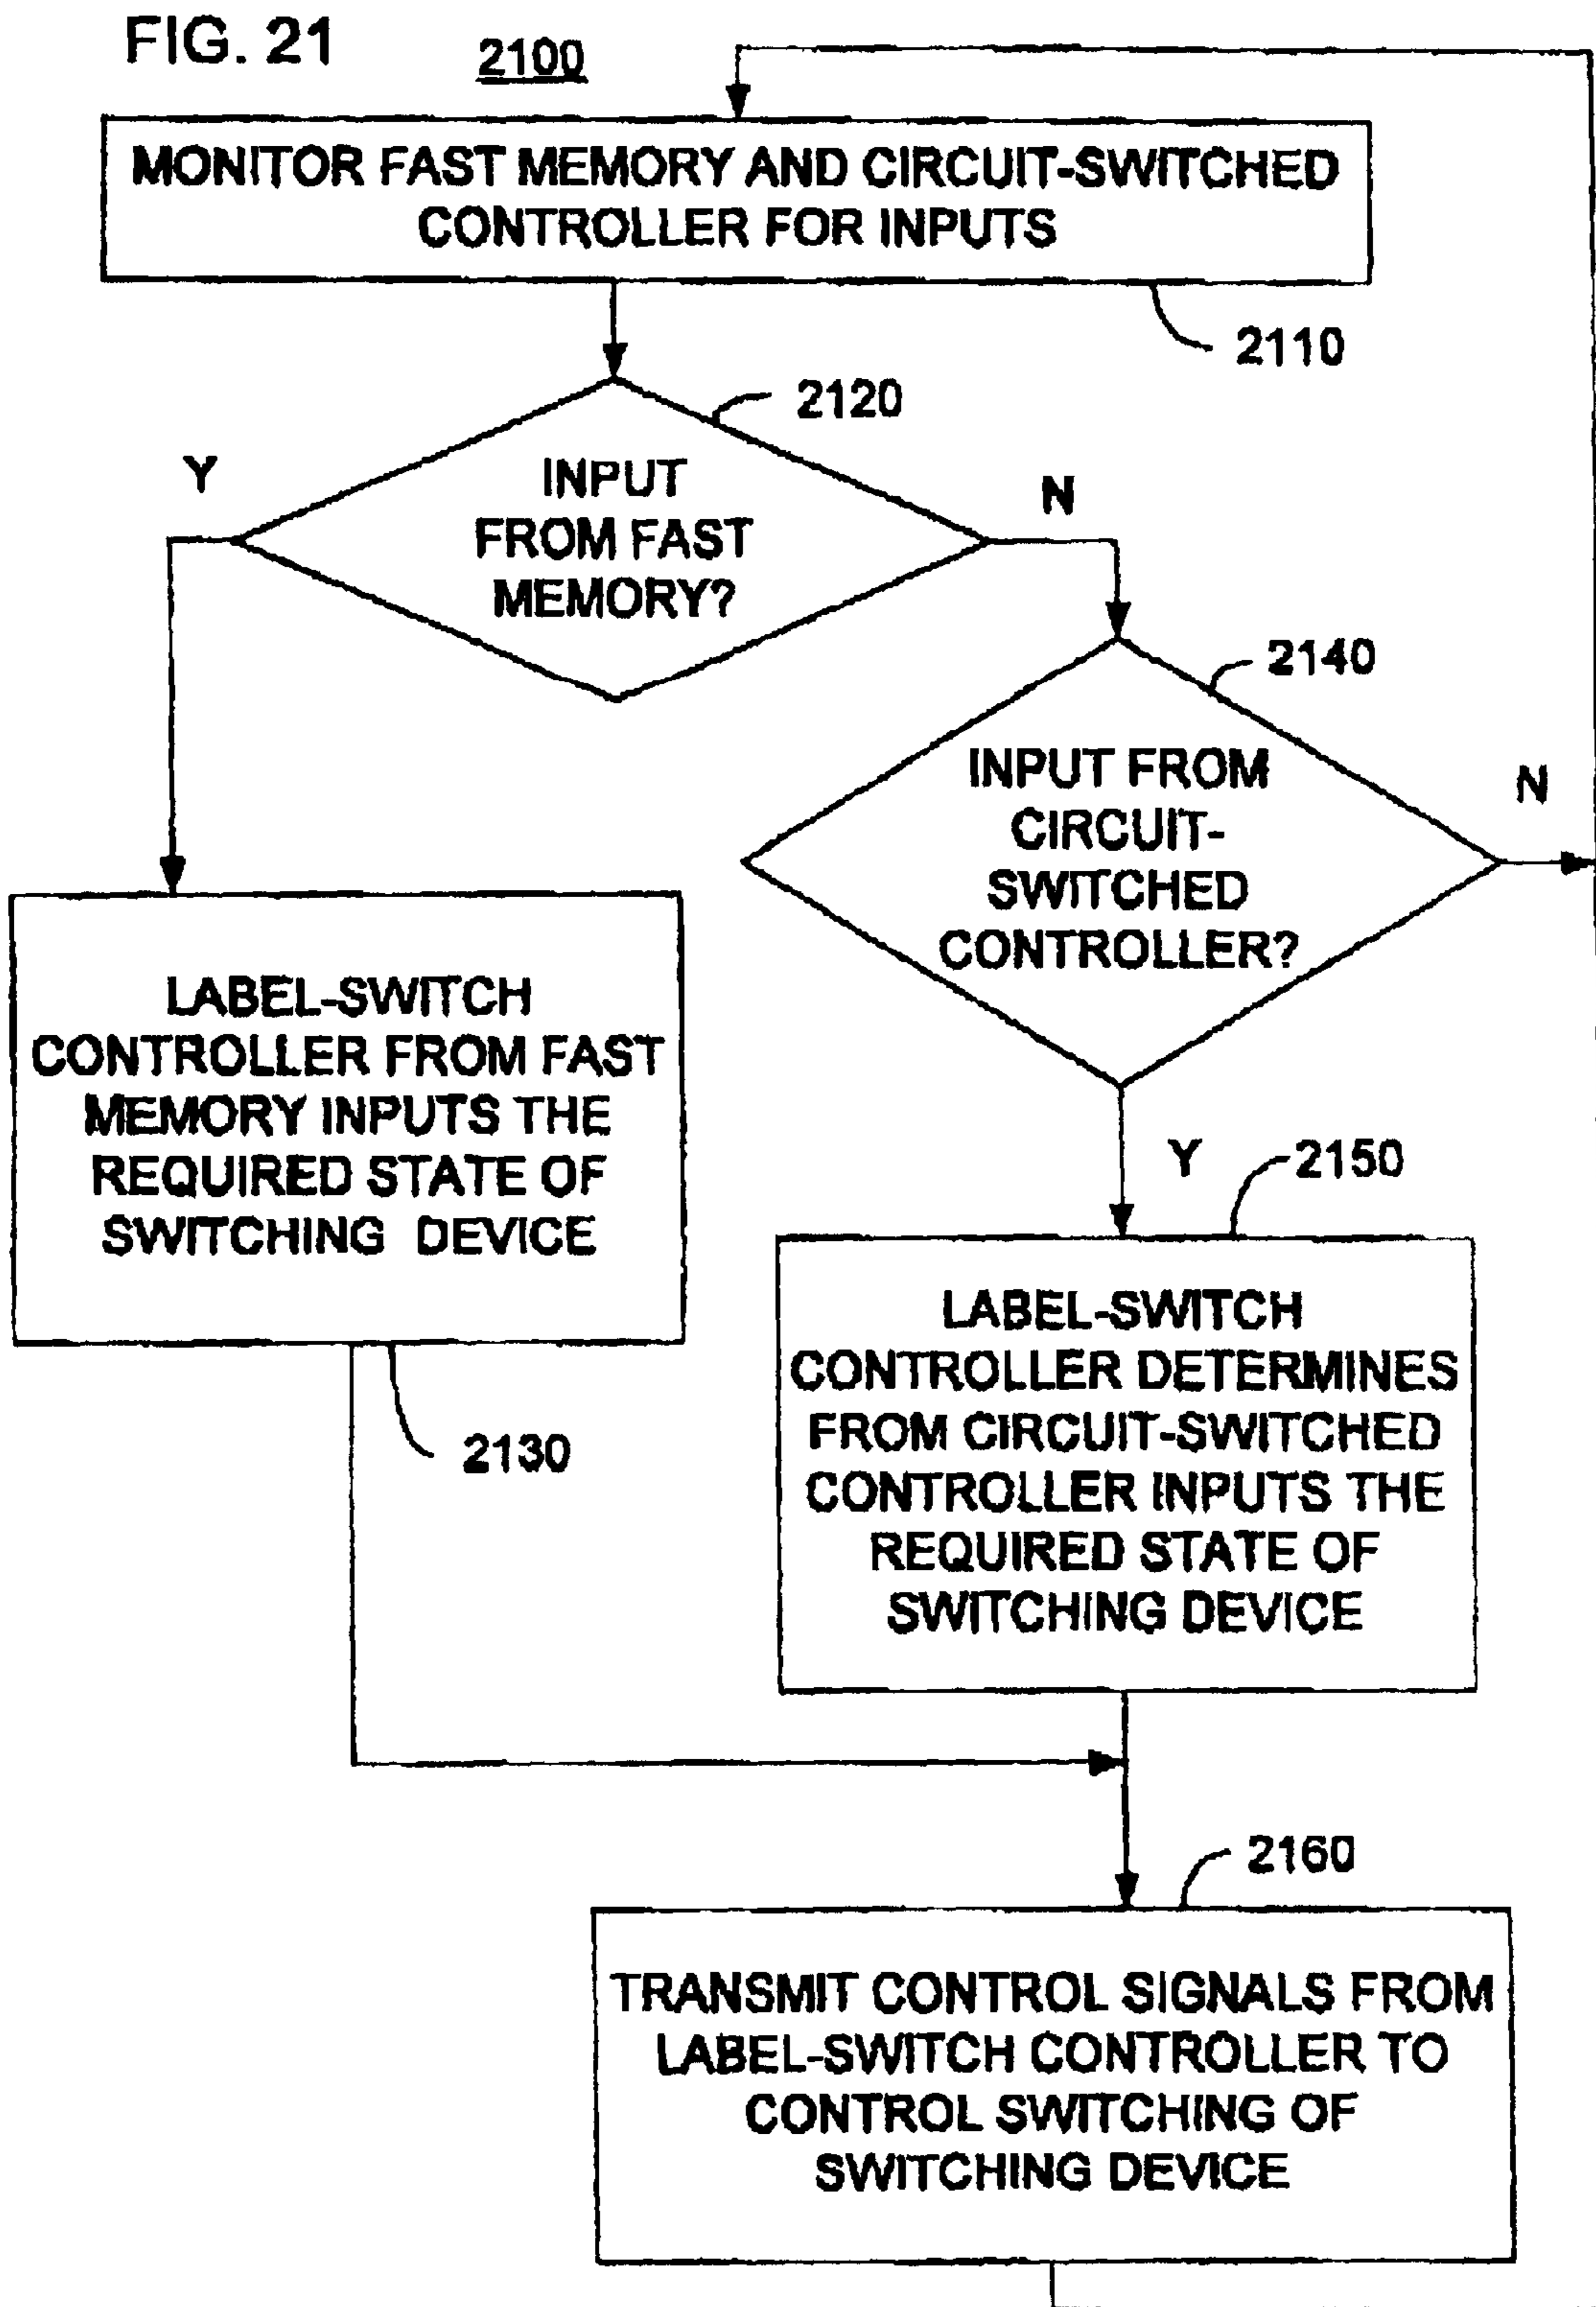 FIG. 21
2100
MONITOR FAST MEMORY AND CIRCUIT-SWITCHED
CONTROLLER FOR INPUTS
2110
2120
Y
INPUT
FROM FAST
MEMORY?
N
2140
INPUT FROM
CIRCUIT-
SWITCHED
CONTROLLER?
N
LABEL-SWITCH
CONTROLLER FROM FAST
MEMORY INPUTS THE
REQUIRED STATE OF
SWITCHING DEVICE
2130
Y
2150
LABEL-SWITCH
CONTROLLER DETERMINES
FROM CIRCUIT-SWITCHED
CONTROLLER INPUTS THE
REQUIRED STATE OF
SWITCHING DEVICE
2160
TRANSMIT CONTROL SIGNALS FROM
LABEL-SWITCH CONTROLLER TO
CONTROL SWITCHING OF
SWITCHING DEVICE